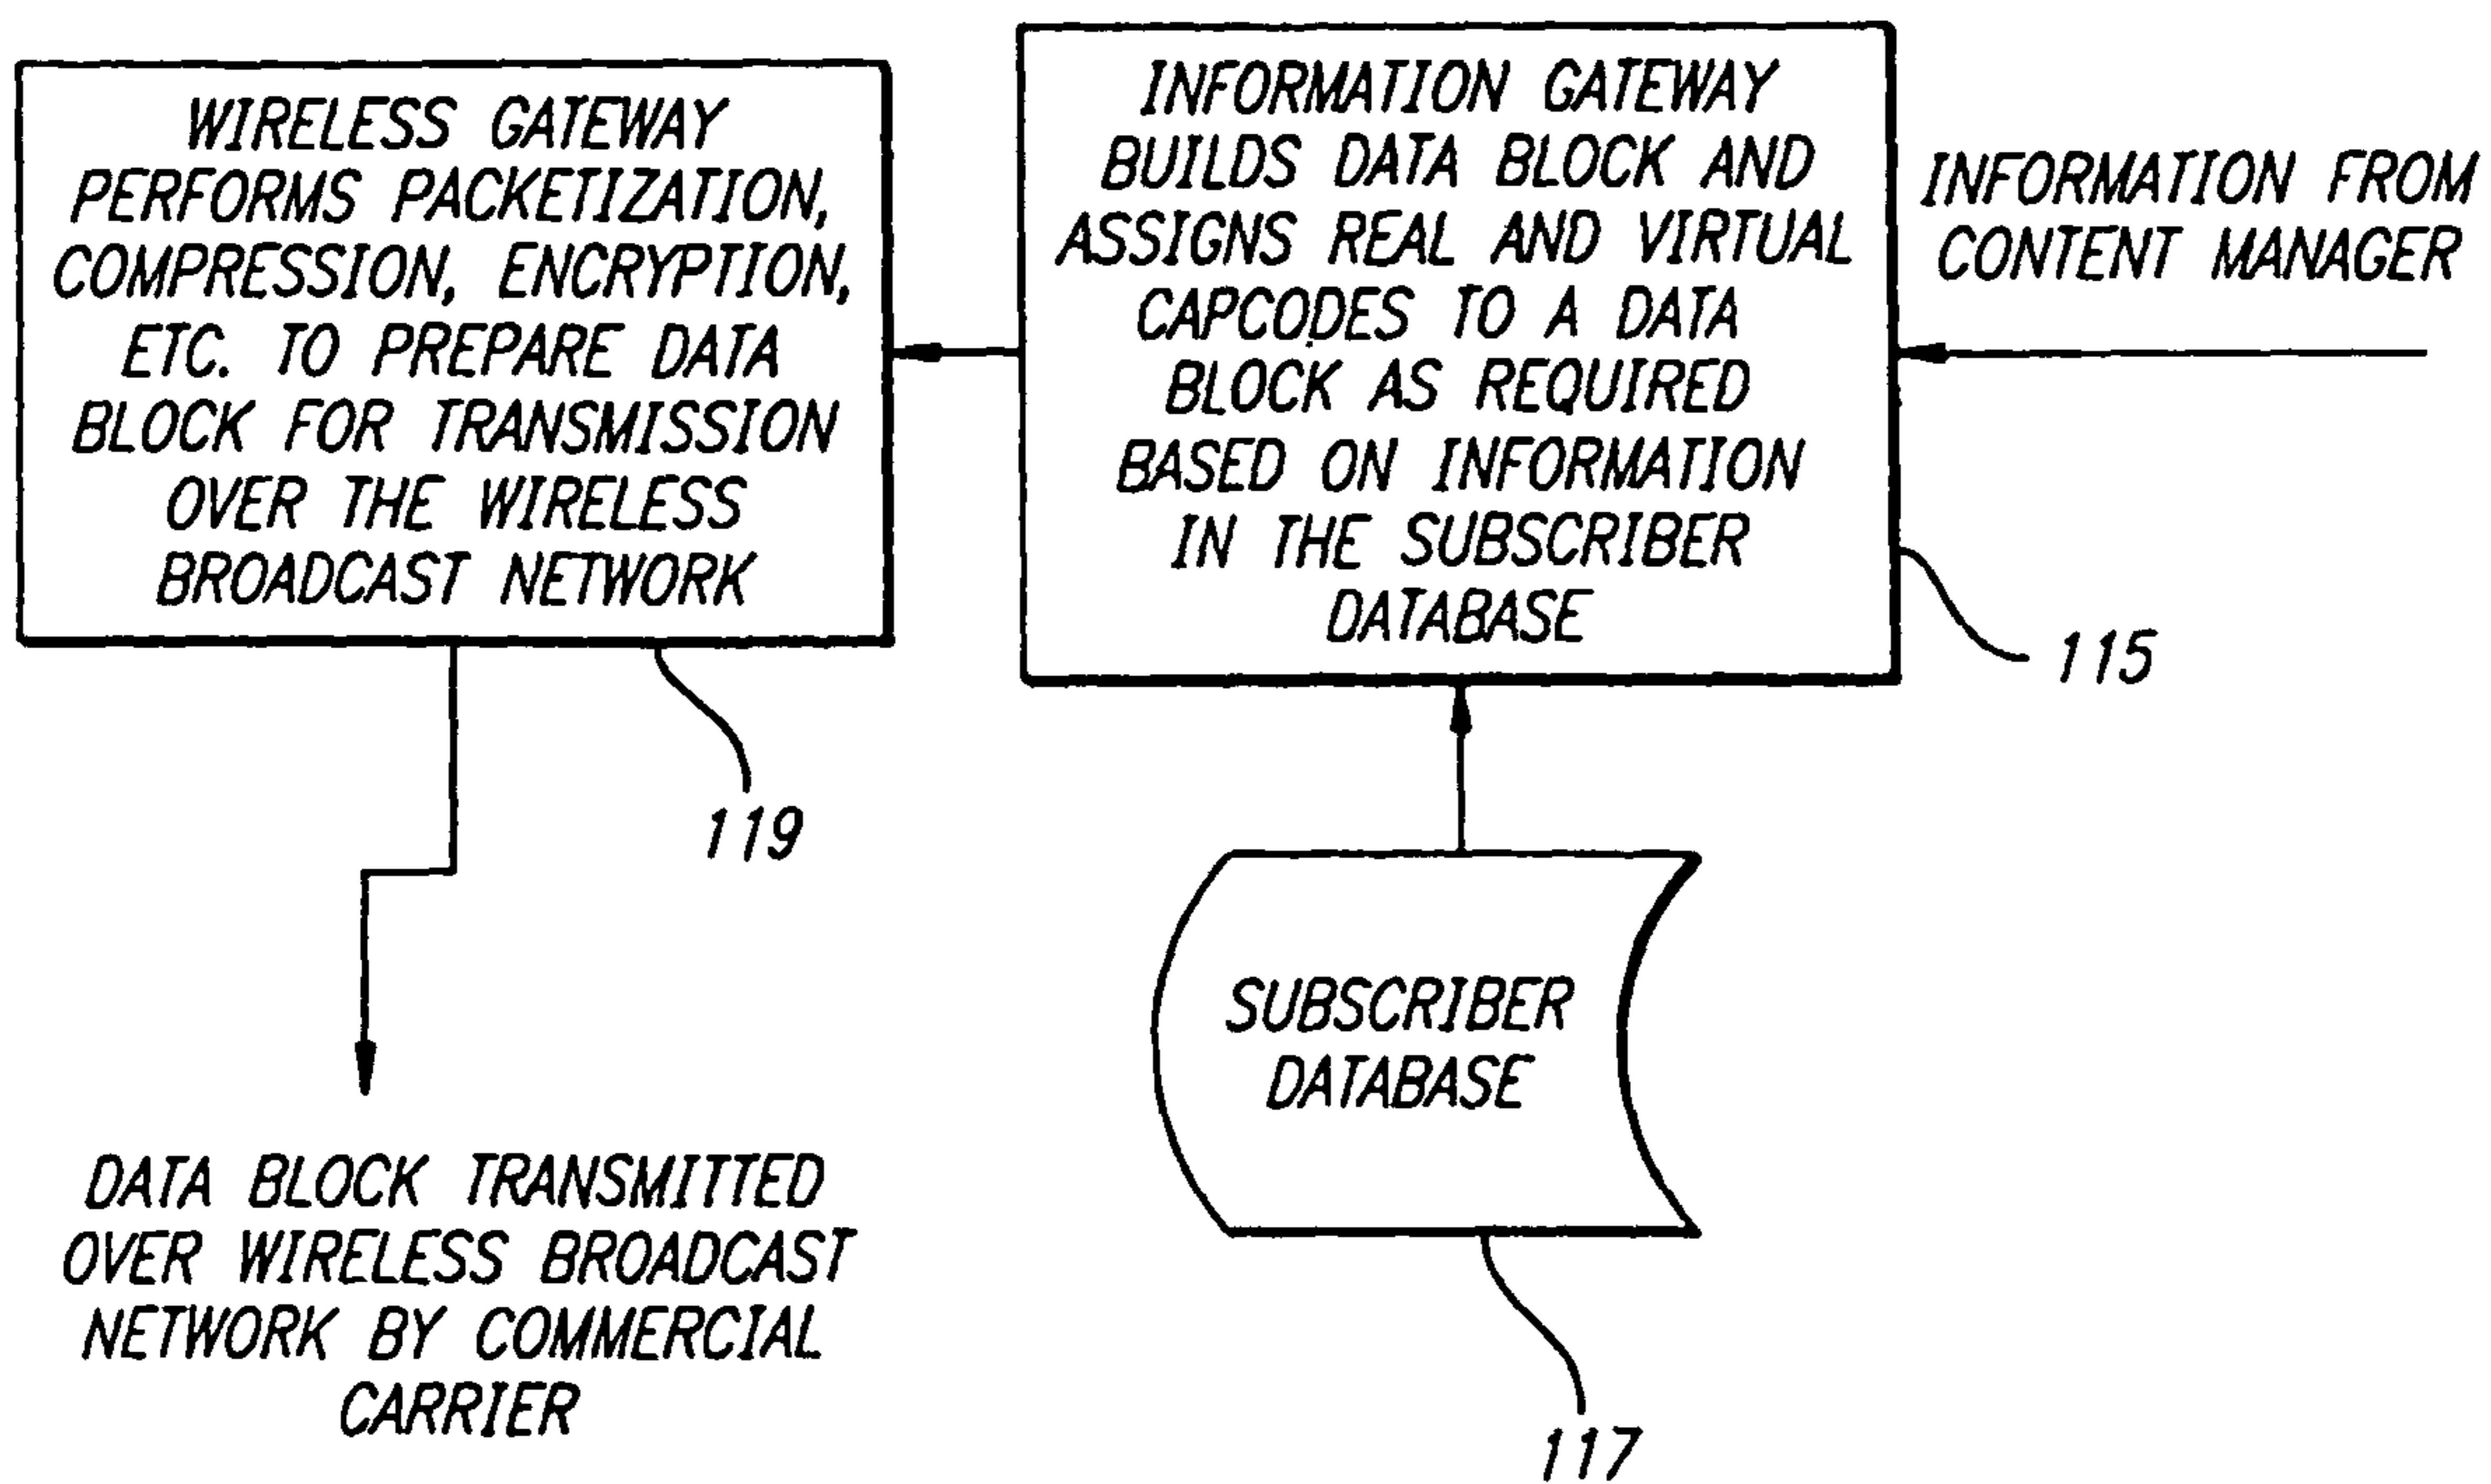 WIRELESS GATEWAY
PERFORMS PACKETIZATION,
COMPRESSION, ENCRYPTION,
ETC. TO PREPARE DATA
BLOCK FOR TRANSMISSION
OVER THE WIRELESS
BROADCAST NETWORK
119
INFORMATION GATEWAY
BUILDS DATA BLOCK AND
ASSIGNS REAL AND VIRTUAL
CAPCODES TO A DATA
BLOCK AS REQUIRED
BASED ON INFORMATION
IN THE SUBSCRIBER
DATABASE
115
INFORMATION FROM
CONTENT MANAGER
SUBSCRIBER
DATABASE
117
DATA BLOCK TRANSMITTED
OVER WIRELESS BROADCAST
NETWORK BY COMMERCIAL
CARRIER